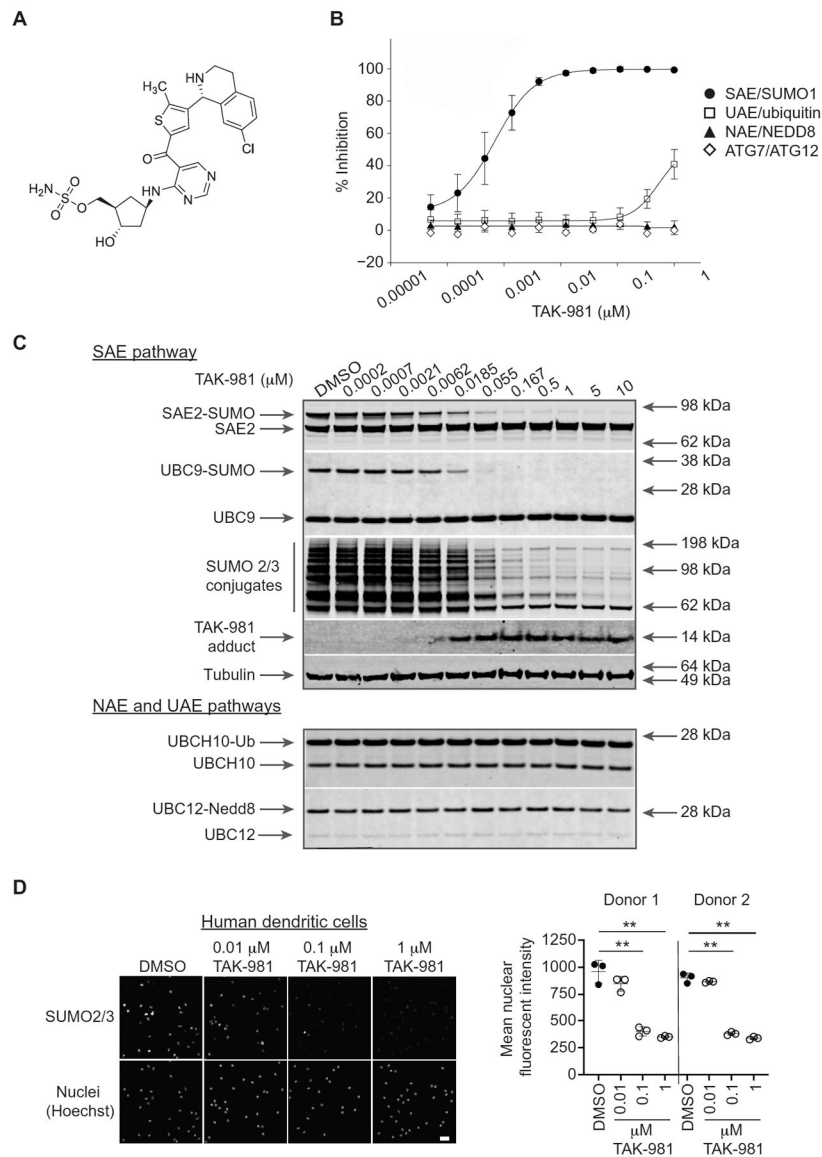 A
HN
H₃C
S
O
Cl
N
N
NH
H₂N
O
S
O
O
HO
B
% Inhibition
100
80
60
40
20
0
−20
0.00001
0.0001
0.001
0.01
0.1
1
TAK-981 (μM)
SAE/SUMO1
UAE/ubiquitin
NAE/NEDD8
ATG7/ATG12
C
SAE pathway
TAK-981 (μM)
DMSO 0.0002 0.0007 0.0021 0.0062 0.0185 0.055 0.167 0.5 1 5 10
SAE2-SUMO
SAE2
98 kDa
62 kDa
UBC9-SUMO
UBC9
38 kDa
28 kDa
SUMO 2/3
conjugates
198 kDa
98 kDa
62 kDa
TAK-981
adduct
14 kDa
Tubulin
64 kDa
49 kDa
NAE and UAE pathways
UBCH10-Ub
UBCH10
28 kDa
UBC12-Nedd8
UBC12
28 kDa
D
Human dendritic cells
DMSO
0.01 μM
TAK-981
0.1 μM
TAK-981
1 μM
TAK-981
SUMO2/3
Nuclei
(Hoechst)
Donor 1 Donor 2
** **
** **
Mean nuclear
fluorescent intensity
1250
1000
750
500
250
0
DMSO 0.01 0.1 1 DMSO 0.01 0.1 1
μM μM
TAK-981 TAK-981